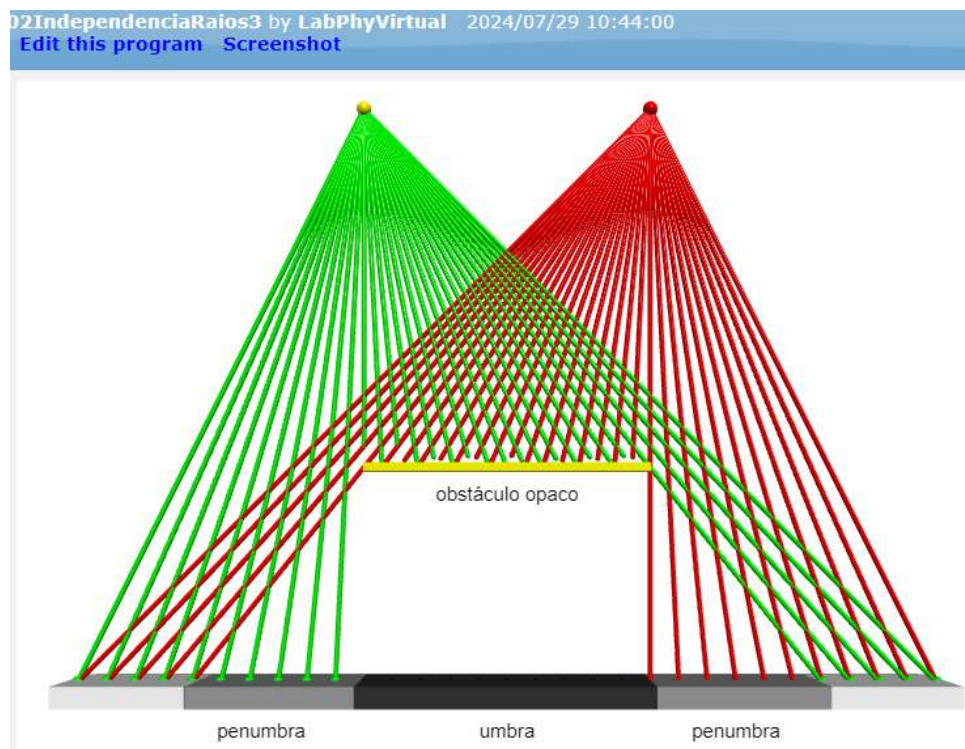 02IndependenciaRaios3 by LabPhyVirtual 2024/07/29 10:44:00
Edit this program Screenshot
obstáculo opaco
penumbra umbra penumbra